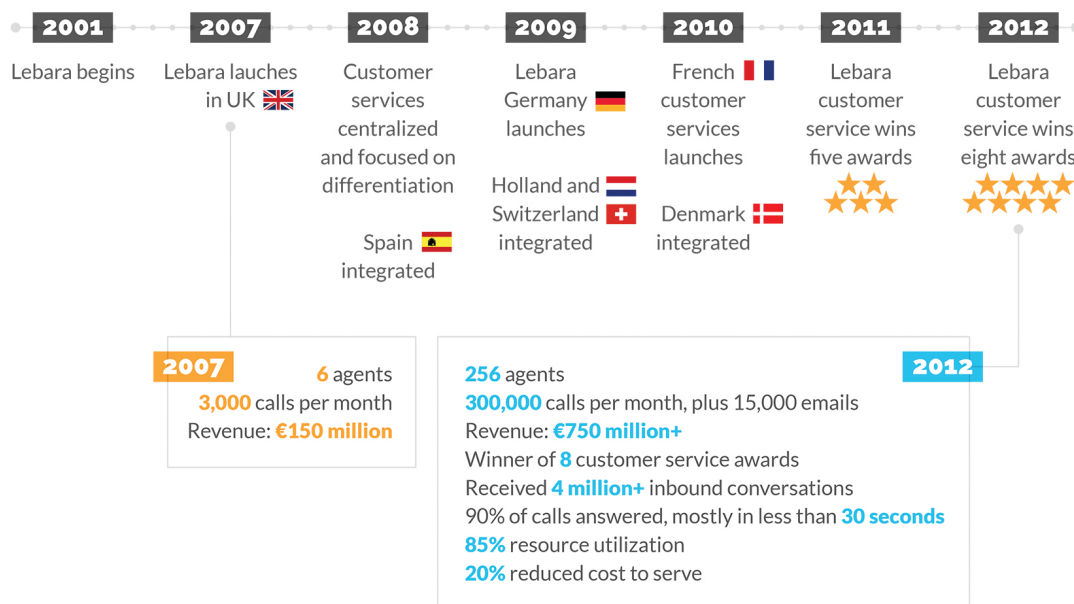 2001
Lebara begins
2007
Lebara lauches
in UK
2008
Customer
services
centralized
and focused on
differentiation
Spain
integrated
2009
Lebara
Germany
launches
Holland and
Switzerland
integrated
2010
French
customer
services
launches
Denmark
integrated
2011
Lebara
customer
service wins
five awards
2012
Lebara
customer
service wins
eight awards
2007
6 agents
3,000 calls per month
Revenue: €150 million
2012
256 agents
300,000 calls per month, plus 15,000 emails
Revenue: €750 million+
Winner of 8 customer service awards
Received 4 million+ inbound conversations
90% of calls answered, mostly in less than 30 seconds
85% resource utilization
20% reduced cost to serve